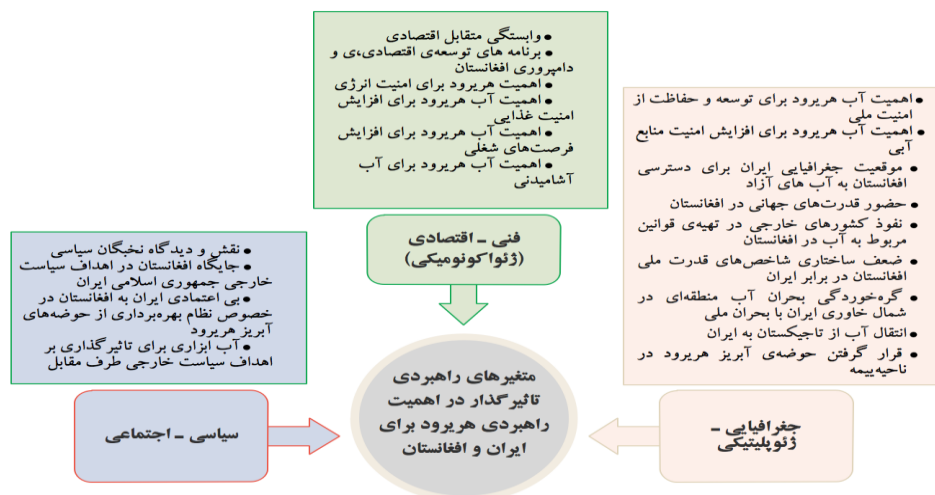 • وابستگی متقابل اقتصادی
• برنامه های توسعه‌ی اقتصادی،ی و
دامپروری افغانستان
• اهمیت هریرود برای امنیت انرژی
• اهمیت آب هریرود برای افزایش
امنیت غذایی
• اهمیت آب هریرود برای افزایش
فرصت‌های شغلی
• اهمیت آب هریرود برای آب
آشامیدنی
فنی ـ اقتصادی
(ژئواکونومیکی)
• اهمیت آب هریرود برای توسعه و حفاظت از
امنیت ملی
• اهمیت آب هریرود برای افزایش امنیت منابع
آبی
• موقعیت جغرافیایی ایران برای دسترسی
افغانستان به آب های آزاد
• حضور قدرت‌های جهانی در افغانستان
• نفوذ کشورهای خارجی در تهیه‌ی قوانین
مربوط به آب در افغانستان
• ضعف ساختاری شاخص‌های قدرت ملی
افغانستان در برابر ایران
• گره‌خوردگی بحران آب منطقه‌ای در
شمال خاوری ایران با بحران ملی
• انتقال آب از تاجیکستان به ایران
• قرار گرفتن حوضه‌ی آبریز هریرود در
ناحیه‌بیمه
جغرافیایی ـ
ژئوپلیتیکی
• نقش و دیدگاه نخبگان سیاسی
• جایگاه افغانستان در اهداف سیاست
خارجی جمهوری اسلامی ایران
• بی اعتمادی ایران به افغانستان در
خصوص نظام بهره‌برداری از حوضه‌های
آبریز هریرود
• آب ابزاری برای تاثیرگذاری بر
اهداف سیاست خارجی طرف مقابل
سیاسی ـ اجتماعی
متغیرهای راهبردی
تاثیرگذار در اهمیت
راهبردی هریرود برای
ایران و افغانستان